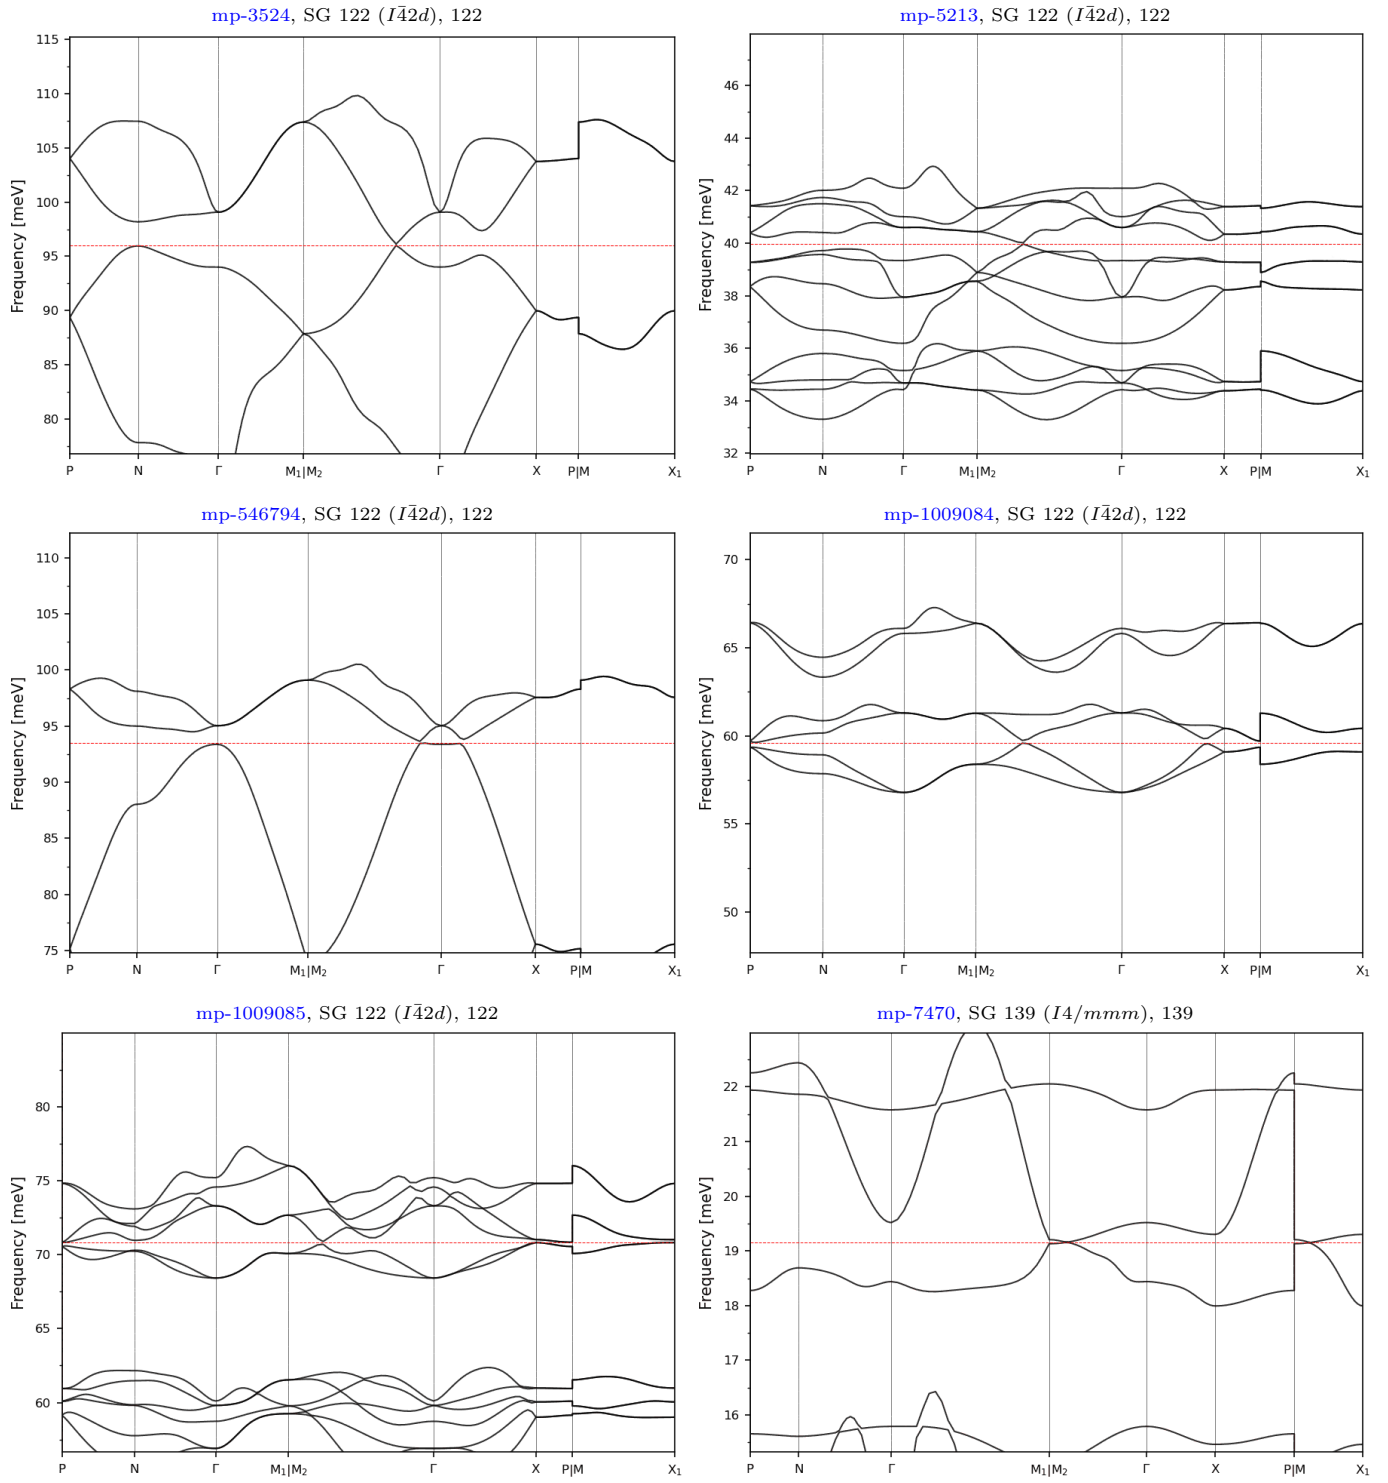 mp-3524, SG 122 (I4̄2d), 122
Frequency [meV]
115
110
105
100
95
90
85
80
P N Γ M₁|M₂ Γ X P|M X₁
mp-5213, SG 122 (I4̄2d), 122
Frequency [meV]
46
44
42
40
38
36
34
32
P N Γ M₁|M₂ Γ X P|M X₁
mp-546794, SG 122 (I4̄2d), 122
Frequency [meV]
110
105
100
95
90
85
80
75
P N Γ M₁|M₂ Γ X P|M X₁
mp-1009084, SG 122 (I4̄2d), 122
Frequency [meV]
70
65
60
55
50
P N Γ M₁|M₂ Γ X P|M X₁
mp-1009085, SG 122 (I4̄2d), 122
Frequency [meV]
80
75
70
65
60
P N Γ M₁|M₂ Γ X P|M X₁
mp-7470, SG 139 (I4/mmm), 139
Frequency [meV]
22
21
20
19
18
17
16
P N Γ M₁|M₂ Γ X P|M X₁